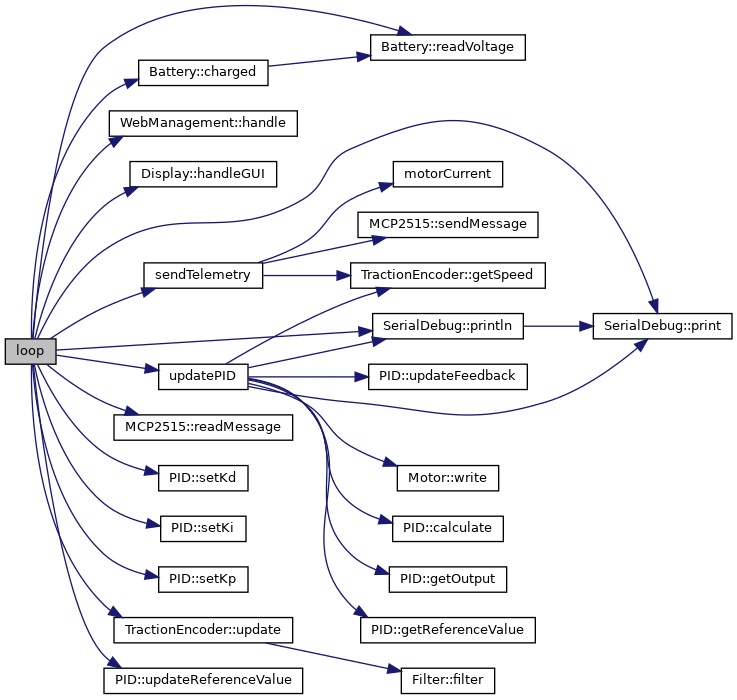 Battery::readVoltage
Battery::charged
WebManagement::handle
Display::handleGUI
motorCurrent
MCP2515::sendMessage
sendTelemetry
TractionEncoder::getSpeed
SerialDebug::println
SerialDebug::print
loop
updatePID
PID::updateFeedback
MCP2515::readMessage
PID::setKd
Motor::write
PID::setKi
PID::calculate
PID::setKp
PID::getOutput
TractionEncoder::update
PID::getReferenceValue
PID::updateReferenceValue
Filter::filter